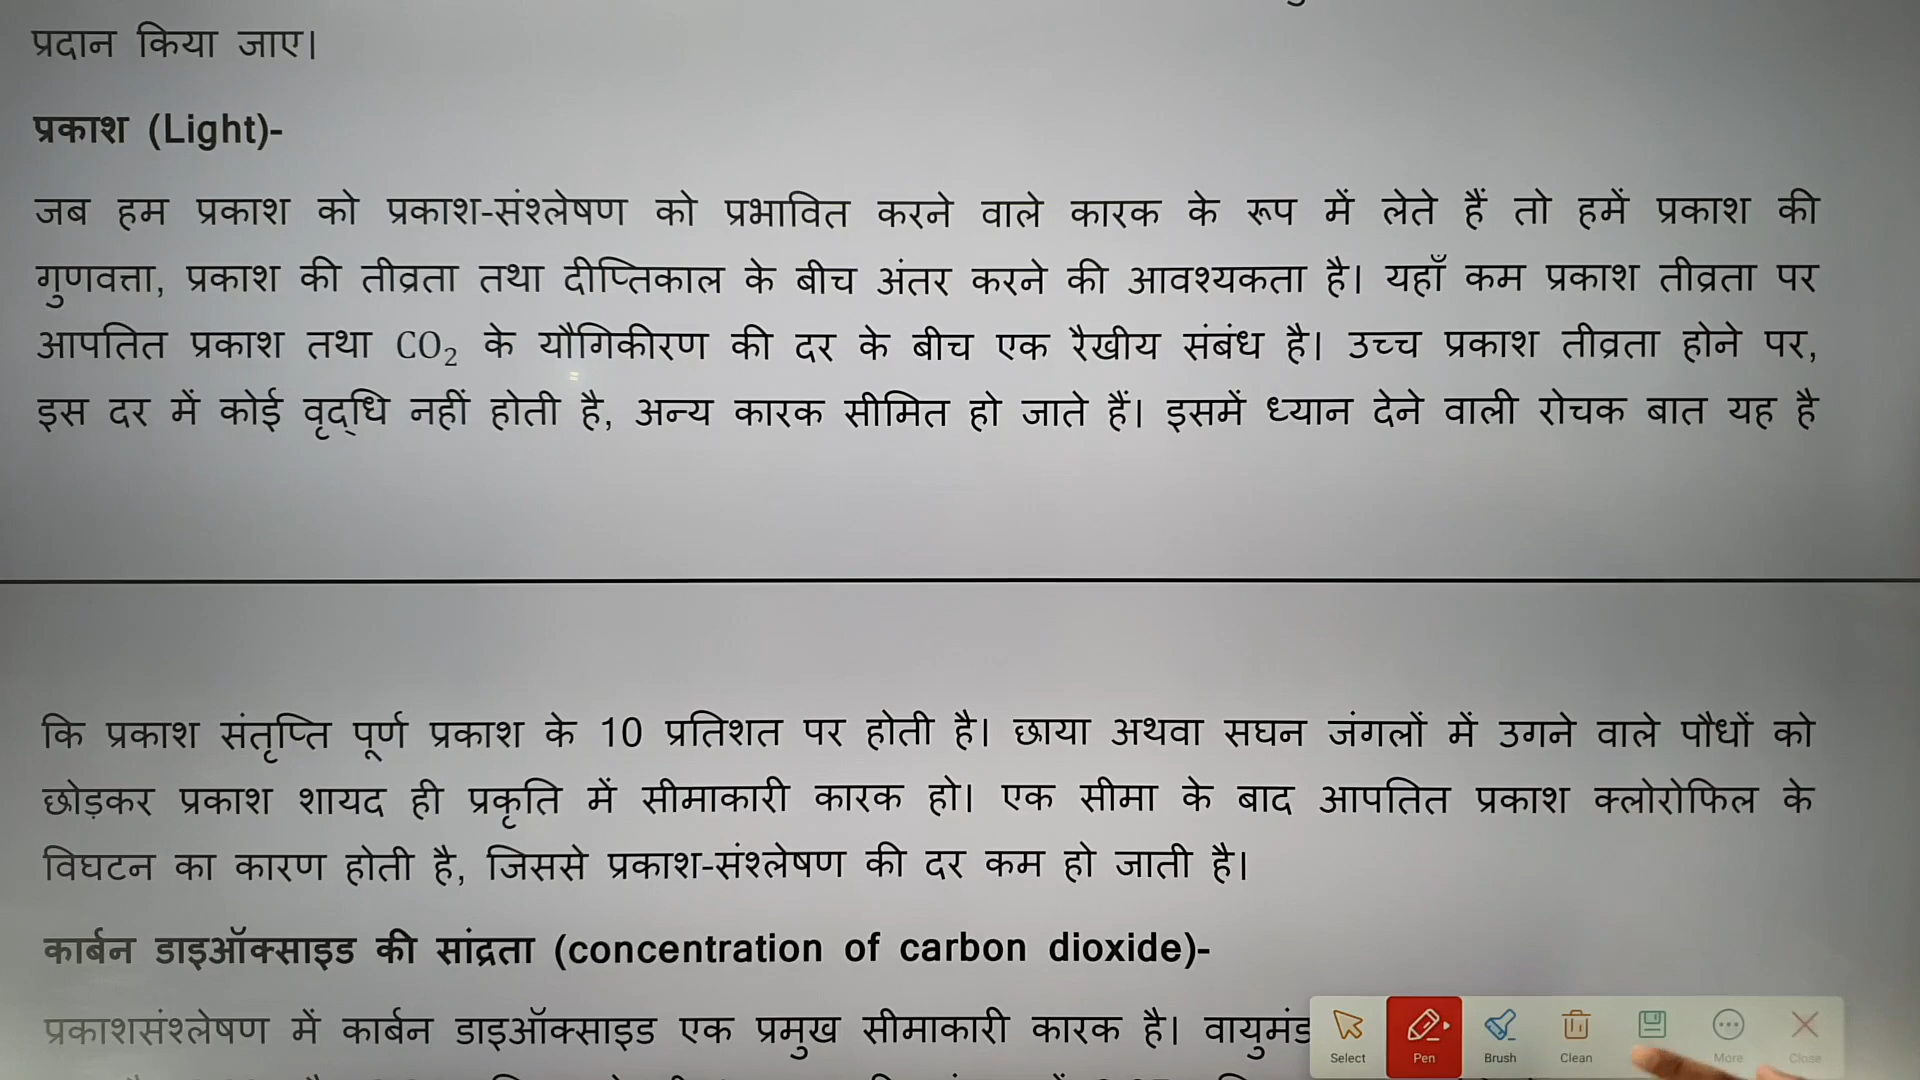 प्रदान किया जाए।
प्रकाश (Light)-
जब हम प्रकाश को प्रकाश-संश्लेषण को प्रभावित करने वाले कारक के रूप में लेते हैं तो हमें प्रकाश की
गुणवत्ता, प्रकाश की तीव्रता तथा दीप्तिकाल के बीच अंतर करने की आवश्यकता है। यहाँ कम प्रकाश तीव्रता पर
आपतित प्रकाश तथा CO₂ के यौगिकीरण की दर के बीच एक रैखीय संबंध है। उच्च प्रकाश तीव्रता होने पर,
इस दर में कोई वृद्धि नहीं होती है, अन्य कारक सीमित हो जाते हैं। इसमें ध्यान देने वाली रोचक बात यह है
कि प्रकाश संतृप्ति पूर्ण प्रकाश के 10 प्रतिशत पर होती है। छाया अथवा सघन जंगलों में उगने वाले पौधों को
छोड़कर प्रकाश शायद ही प्रकृति में सीमाकारी कारक हो। एक सीमा के बाद आपतित प्रकाश क्लोरोफिल के
विघटन का कारण होती है, जिससे प्रकाश-संश्लेषण की दर कम हो जाती है।
कार्बन डाइऑक्साइड की सांद्रता (concentration of carbon dioxide)-
प्रकाशसंश्लेषण में कार्बन डाइऑक्साइड एक प्रमुख सीमाकारी कारक है।
Select Pen Brush Clean More Close